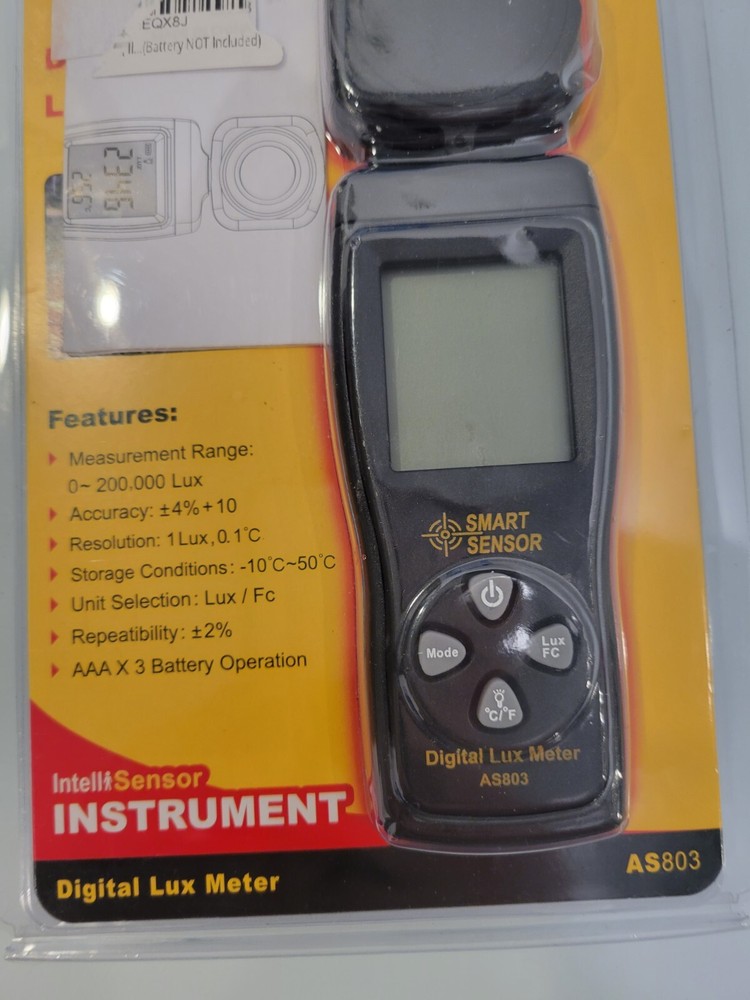 EQX8J
ll...(Battery NOT Included)
Features:
Measurement Range:
0~ 200,000 Lux
Accuracy: ±4%+10
Resolution: 1Lux,0.1°C
Storage Conditions: -10°C~50°C
Unit Selection: Lux / Fc
Repeatibility: ±2%
AAA X 3 Battery Operation
SMART
SENSOR
Mode
Lux
FC
°C/°F
Digital Lux Meter
AS803
IntelliSensor
INSTRUMENT
Digital Lux Meter
AS803